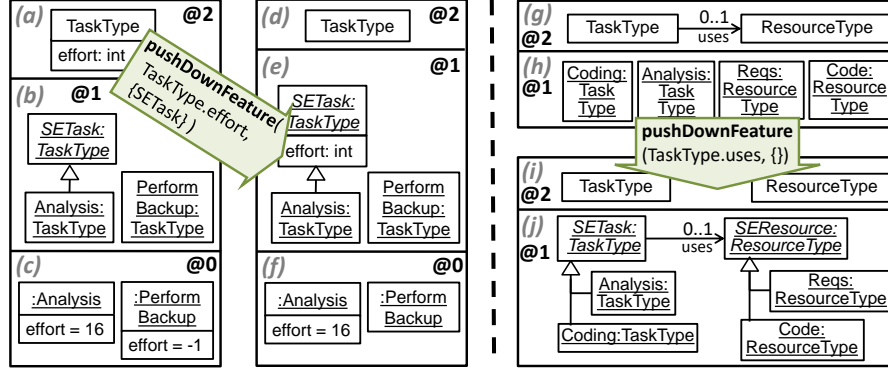 (a)
@2
TaskType
effort: int
(b)
@1
SETask:
TaskType
Analysis:
TaskType
Perform
Backup:
TaskType
(c)
@0
:Analysis
effort = 16
:Perform
Backup
effort = -1
pushDownFeature(
TaskType.effort,
{SETask} )
(d)
@2
TaskType
(e)
@1
SETask:
TaskType
effort: int
Analysis:
TaskType
Perform
Backup:
TaskType
(f)
@0
:Analysis
effort = 16
:Perform
Backup
(g)
@2
TaskType
0..1
uses
ResourceType
(h)
@1
Coding:
Task
Type
Analysis:
Task
Type
Reqs:
Resource
Type
Code:
Resource
Type
pushDownFeature
(TaskType.uses, {})
(i)
@2
TaskType
ResourceType
(j)
@1
SETask:
TaskType
0..1
uses
SEResource:
ResourceType
Analysis:
TaskType
Coding:TaskType
Reqs:
ResourceType
Code:
ResourceType